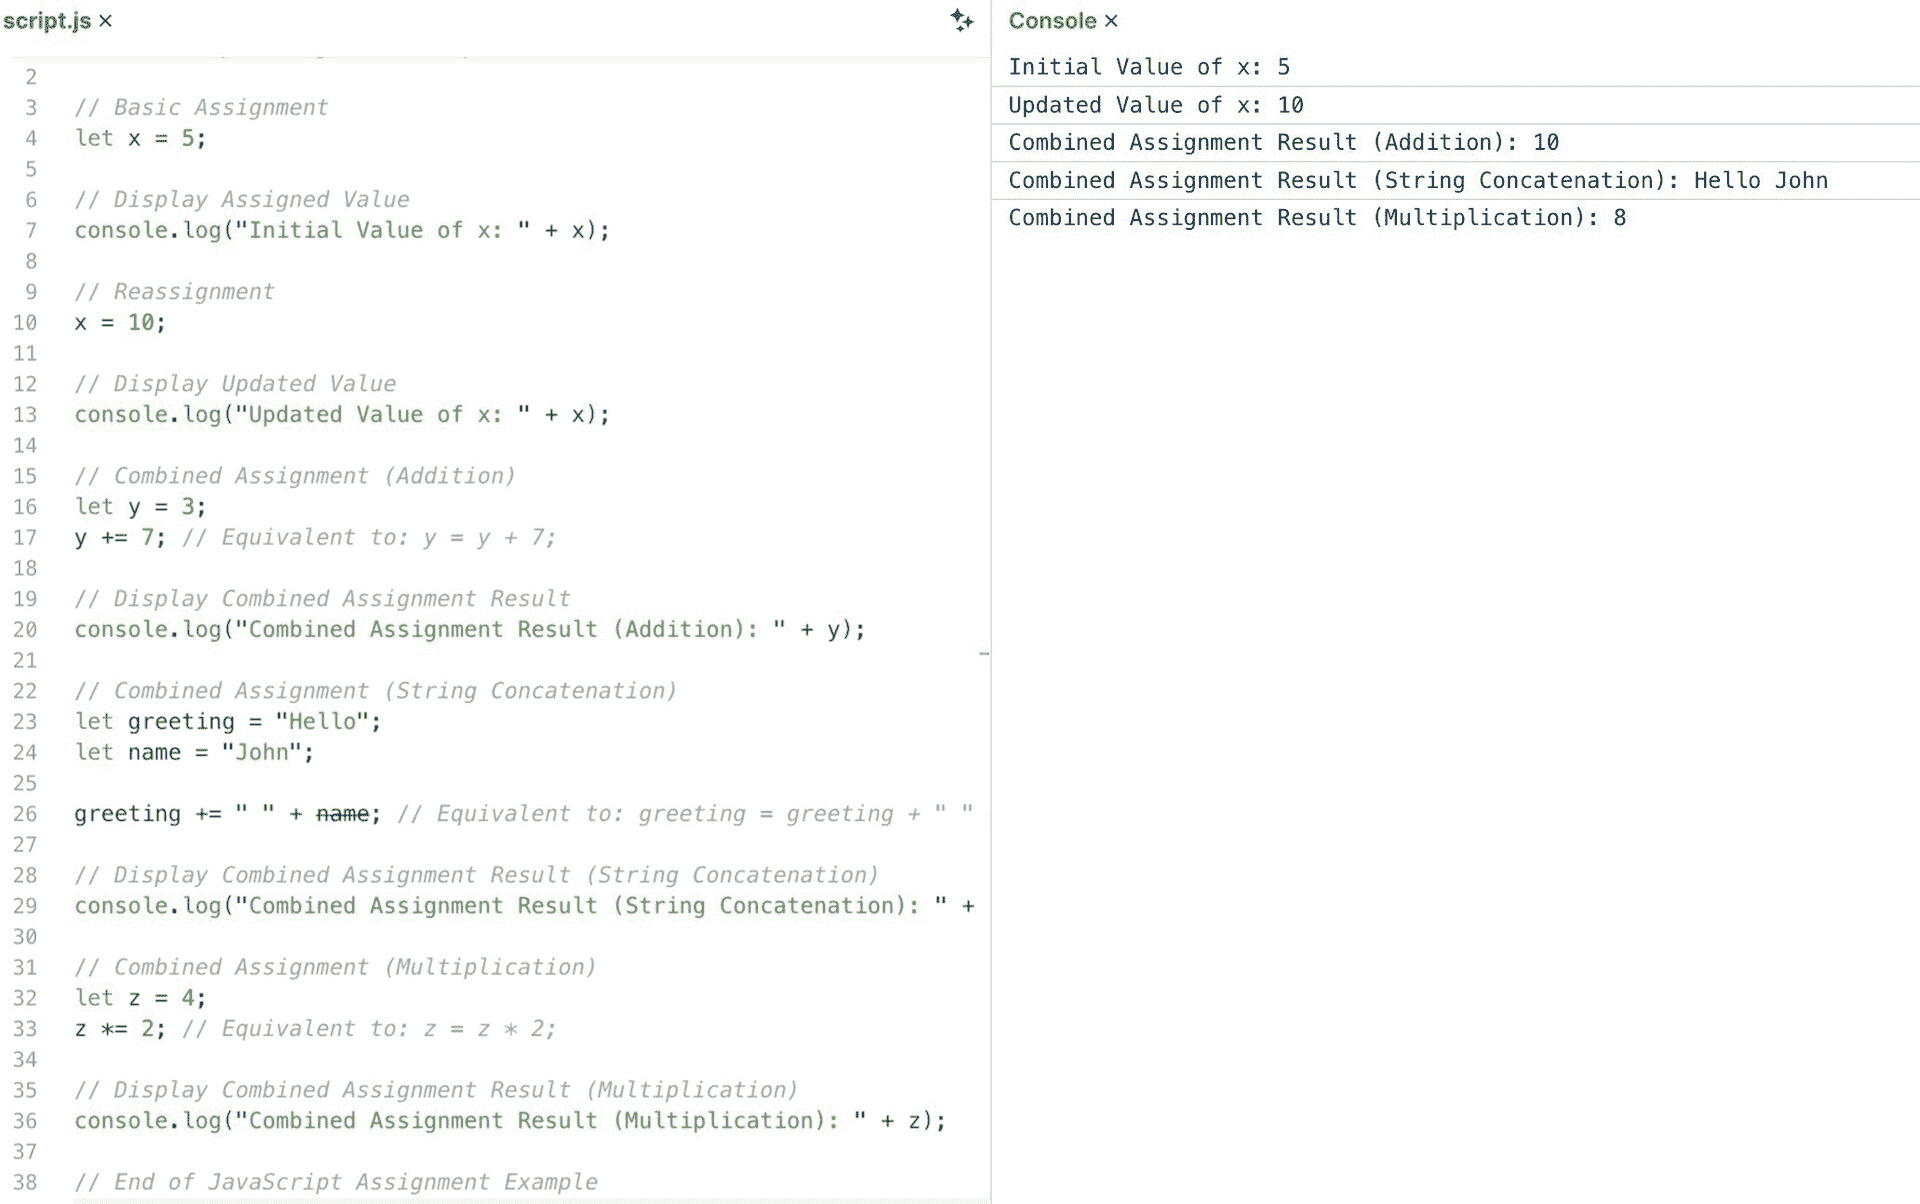 script.js ×
2
3 // Basic Assignment
4 let x = 5;
5
6 // Display Assigned Value
7 console.log("Initial Value of x: " + x);
8
9 // Reassignment
10 x = 10;
11
12 // Display Updated Value
13 console.log("Updated Value of x: " + x);
14
15 // Combined Assignment (Addition)
16 let y = 3;
17 y += 7; // Equivalent to: y = y + 7;
18
19 // Display Combined Assignment Result
20 console.log("Combined Assignment Result (Addition): " + y);
21
22 // Combined Assignment (String Concatenation)
23 let greeting = "Hello";
24 let name = "John";
25
26 greeting += " " + name; // Equivalent to: greeting = greeting + " "
27
28 // Display Combined Assignment Result (String Concatenation)
29 console.log("Combined Assignment Result (String Concatenation): " +
30
31 // Combined Assignment (Multiplication)
32 let z = 4;
33 z *= 2; // Equivalent to: z = z * 2;
34
35 // Display Combined Assignment Result (Multiplication)
36 console.log("Combined Assignment Result (Multiplication): " + z);
37
38 // End of JavaScript Assignment Example
Console ×
Initial Value of x: 5
Updated Value of x: 10
Combined Assignment Result (Addition): 10
Combined Assignment Result (String Concatenation): Hello John
Combined Assignment Result (Multiplication): 8